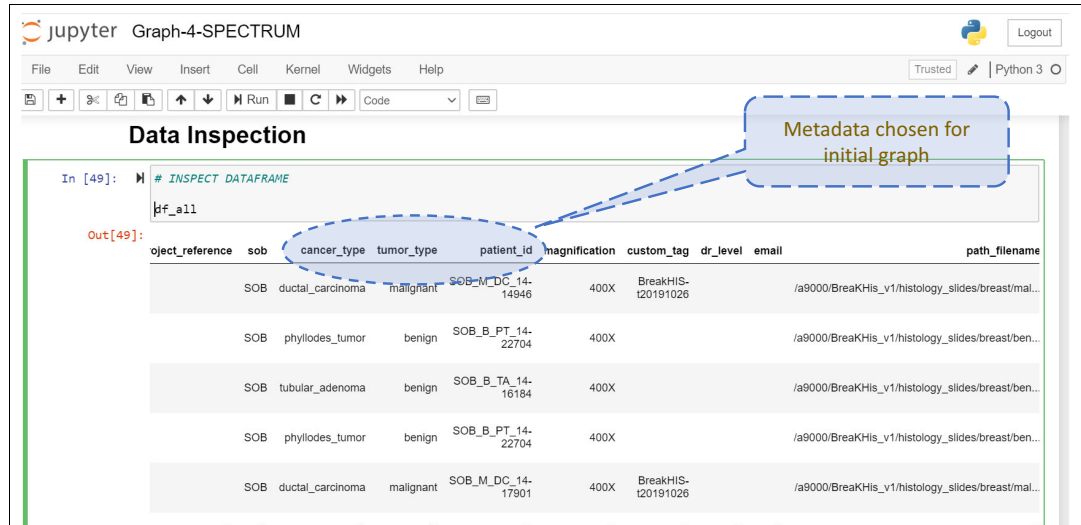 jupyter Graph-4-SPECTRUM Logout
File Edit View Insert Cell Kernel Widgets Help Trusted Python 3
Run Code
Data Inspection
Metadata chosen for
initial graph
In [49]: # INSPECT DATAFRAME
df_all
Out[49]:
oject_reference sob cancer_type tumor_type patient_id magnification custom_tag dr_level email path_filename
SOB ductal_carcinoma malignant SOB_M_DC_14- 400X BreakHIS- /a9000/BreaKHis_v1/histology_slides/breast/mal...
14946 t20191026
SOB phyllodes_tumor benign SOB_B_PT_14- 400X /a9000/BreaKHis_v1/histology_slides/breast/ben...
22704
SOB tubular_adenoma benign SOB_B_TA_14- 400X /a9000/BreaKHis_v1/histology_slides/breast/ben...
16184
SOB phyllodes_tumor benign SOB_B_PT_14- 400X /a9000/BreaKHis_v1/histology_slides/breast/ben...
22704
SOB ductal_carcinoma malignant SOB_M_DC_14- 400X BreakHIS- /a9000/BreaKHis_v1/histology_slides/breast/mal...
17901 t20191026